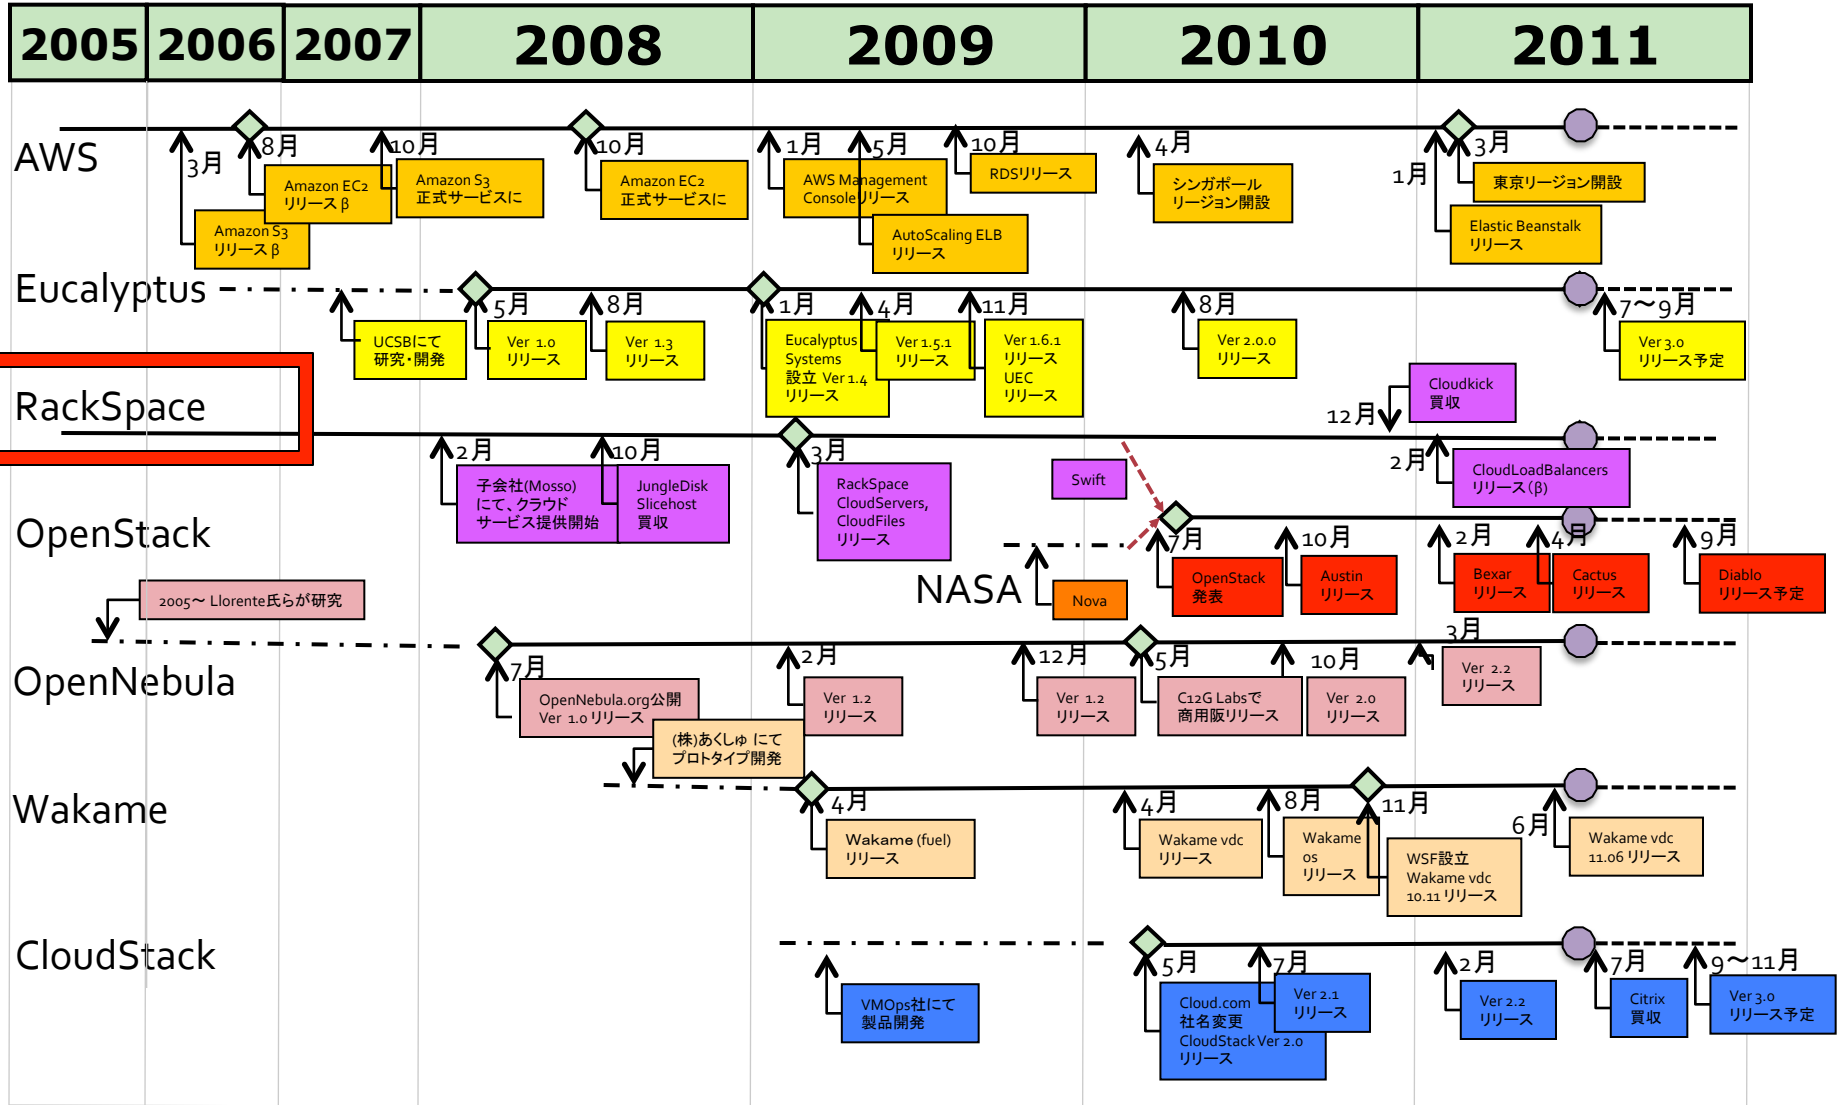 2005 2006 2007 2008 2009 2010 2011
AWS
3月
Amazon S3
リリースβ
8月
Amazon EC2
リリースβ
10月
Amazon S3
正式サービスに
10月
Amazon EC2
正式サービスに
1月
AWS Management
Consoleリリース
5月
AutoScaling ELB
リリース
10月
RDSリリース
4月
シンガポール
リージョン開設
1月
Elastic Beanstalk
リリース
3月
東京リージョン開設
Eucalyptus
UCSBにて
研究・開発
5月
Ver 1.0
リリース
8月
Ver 1.3
リリース
1月
Eucalyptus
Systems
設立 Ver 1.4
リリース
4月
Ver 1.5.1
リリース
11月
Ver 1.6.1
リリース
UEC
リリース
8月
Ver 2.0.0
リリース
7〜9月
Ver 3.0
リリース予定
RackSpace
2月
子会社(Mosso)
にて、クラウド
サービス提供開始
10月
JungleDisk
Slicehost
買収
3月
RackSpace
CloudServers,
CloudFiles
リリース
12月
Cloudkick
買収
2月
CloudLoadBalancers
リリース(β)
Swift
OpenStack
NASA
Nova
7月
OpenStack
発表
10月
Austin
リリース
2月
Bexar
リリース
4月
Cactus
リリース
9月
Diablo
リリース予定
2005〜 Llorente氏らが研究
OpenNebula
7月
OpenNebula.org公開
Ver 1.0 リリース
2月
Ver 1.2
リリース
12月
Ver 1.2
リリース
5月
C12G Labsで
商用版リリース
10月
Ver 2.0
リリース
3月
Ver 2.2
リリース
Wakame
(株)あくしゅ にて
プロトタイプ開発
4月
Wakame (fuel)
リリース
4月
Wakame vdc
リリース
8月
Wakame
os
リリース
11月
WSF設立
Wakame vdc
10.11 リリース
6月
Wakame vdc
11.06 リリース
CloudStack
VMOps社にて
製品開発
5月
Cloud.com
社名変更
CloudStack Ver 2.0
リリース
7月
Ver 2.1
リリース
2月
Ver 2.2
リリース
7月
Citrix
買収
9〜11月
Ver 3.0
リリース予定